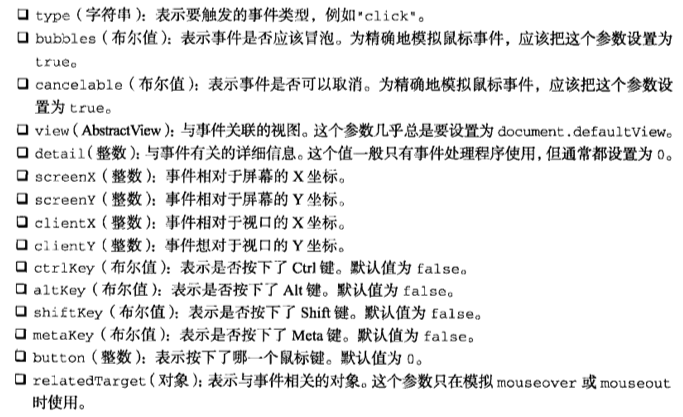 ❑ type（字符串）：表示要触发的事件类型，例如"click"。
❑ bubbles（布尔值）：表示事件是否应该冒泡。为精确地模拟鼠标事件，应该把这个参数设置为
true。
❑ cancelable（布尔值）：表示事件是否可以取消。为精确地模拟鼠标事件，应该把这个参数设
置为 true。
❑ view（AbstractView）：与事件关联的视图。这个参数几乎总是要设置为 document.defaultView。
❑ detail（整数）：与事件有关的详细信息。这个值一般只有事件处理程序使用，但通常都设置为 0。
❑ screenX（整数）：事件相对于屏幕的 X 坐标。
❑ screenY（整数）：事件相对于屏幕的 Y 坐标。
❑ clientX（整数）：事件相对于视口的 X 坐标。
❑ clientY（整数）：事件想对于视口的 Y 坐标。
❑ ctrlKey（布尔值）：表示是否按下了 Ctrl 键。默认值为 false。
❑ altKey（布尔值）：表示是否按下了 Alt 键。默认值为 false。
❑ shiftKey（布尔值）：表示是否按下了 Shift 键。默认值为 false。
❑ metaKey（布尔值）：表示是否按下了 Meta 键。默认值为 false。
❑ button（整数）：表示按下了哪一个鼠标键。默认值为 0。
❑ relatedTarget（对象）：表示与事件相关的对象。这个参数只在模拟 mouseover 或 mouseout
时使用。